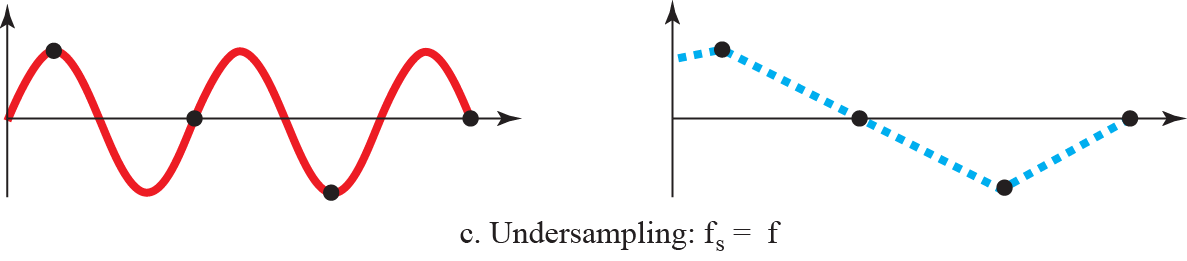 c. Undersampling: fs = f